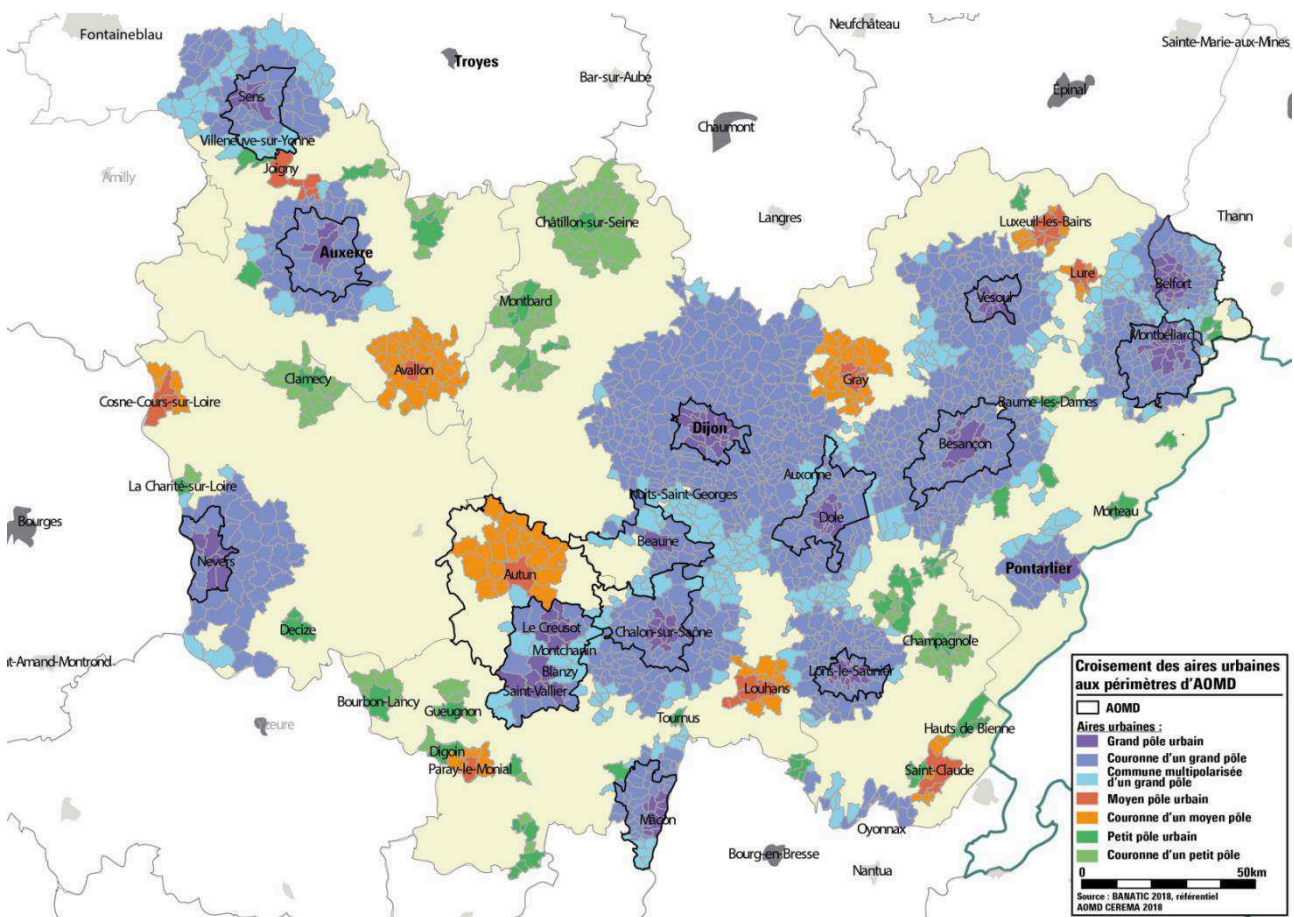 Fontaineblau
Neufchâteau
Sainte-Marie-aux-Mines
Troyes
Bar-sur-Aube
Épinal
Sens
Chaumont
Villeneuve-sur-Yonne
Joigny
Amilly
Châtillon-sur-Seine
Langres
Luxeuil-les-Bains
Thann
Auxerre
Lure
Belfort
Vesoul
Montbard
Montbéliard
Avallon
Clamecy
Gray
Cosne-Cours-sur-Loire
Baume-les-Dames
Dijon
Besançon
Auxonne
La Charité-sur-Loire
Nuits-Saint-Georges
Morteau
Bourges
Dole
Beaune
Nevers
Pontarlier
Autun
Decize
Le Creusot
Chalon-sur-Saône
Champagnole
Montchanin
Blanzy
Lons-le-Saunier
nt-Amand-Montrond
Saint-Vallier
Louhans
Bourbon-Lancy
Gueugnon
Tournus
Hauts de Bienne
Digoin
Paray-le-Monial
Saint-Claude
Mâcon
Oyonnax
Bourg-en-Bresse
Nantua
Croisement des aires urbaines
aux périmètres d'AOMD
AOMD
Aires urbaines :
Grand pôle urbain
Couronne d'un grand pôle
Commune multipolarisée
d'un grand pôle
Moyen pôle urbain
Couronne d'un moyen pôle
Petit pôle urbain
Couronne d'un petit pôle
0 50km
Source : BANATIC 2018, référentiel
AOMD CEREMA 2018